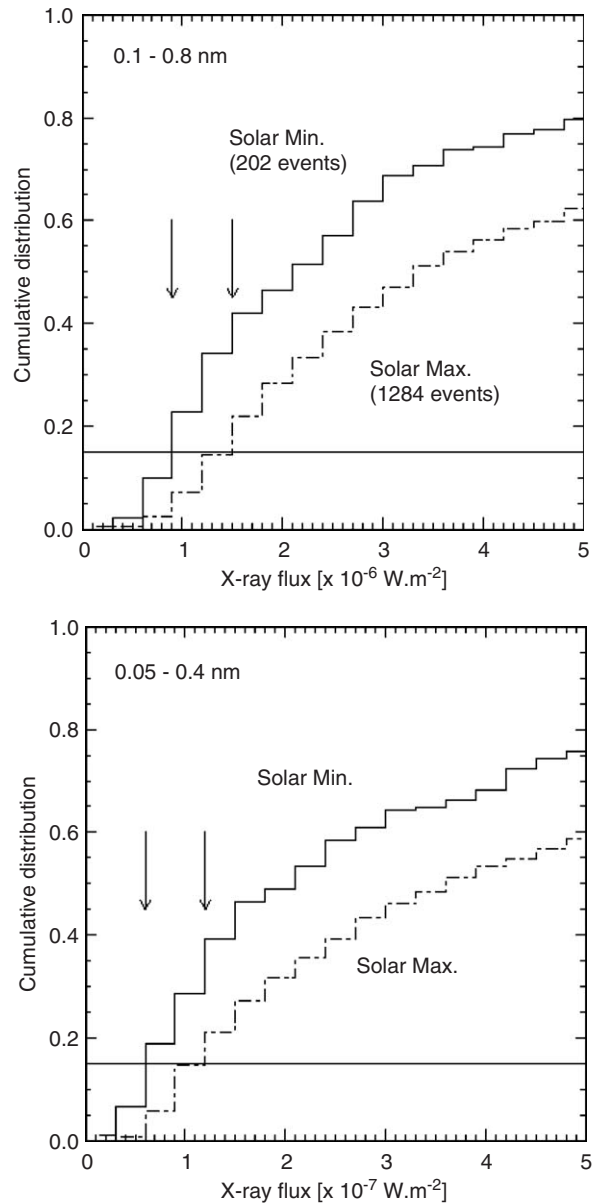 1.0
0.1 - 0.8 nm
0.8
Solar Min.
(202 events)
0.6
Cumulative distribution
0.4
Solar Max.
(1284 events)
0.2
0.0
0 1 2 3 4 5
X-ray flux [x 10⁻⁶ W.m⁻²]
1.0
0.05 - 0.4 nm
0.8
Solar Min.
0.6
Cumulative distribution
0.4
Solar Max.
0.2
0.0
0 1 2 3 4 5
X-ray flux [x 10⁻⁷ W.m⁻²]